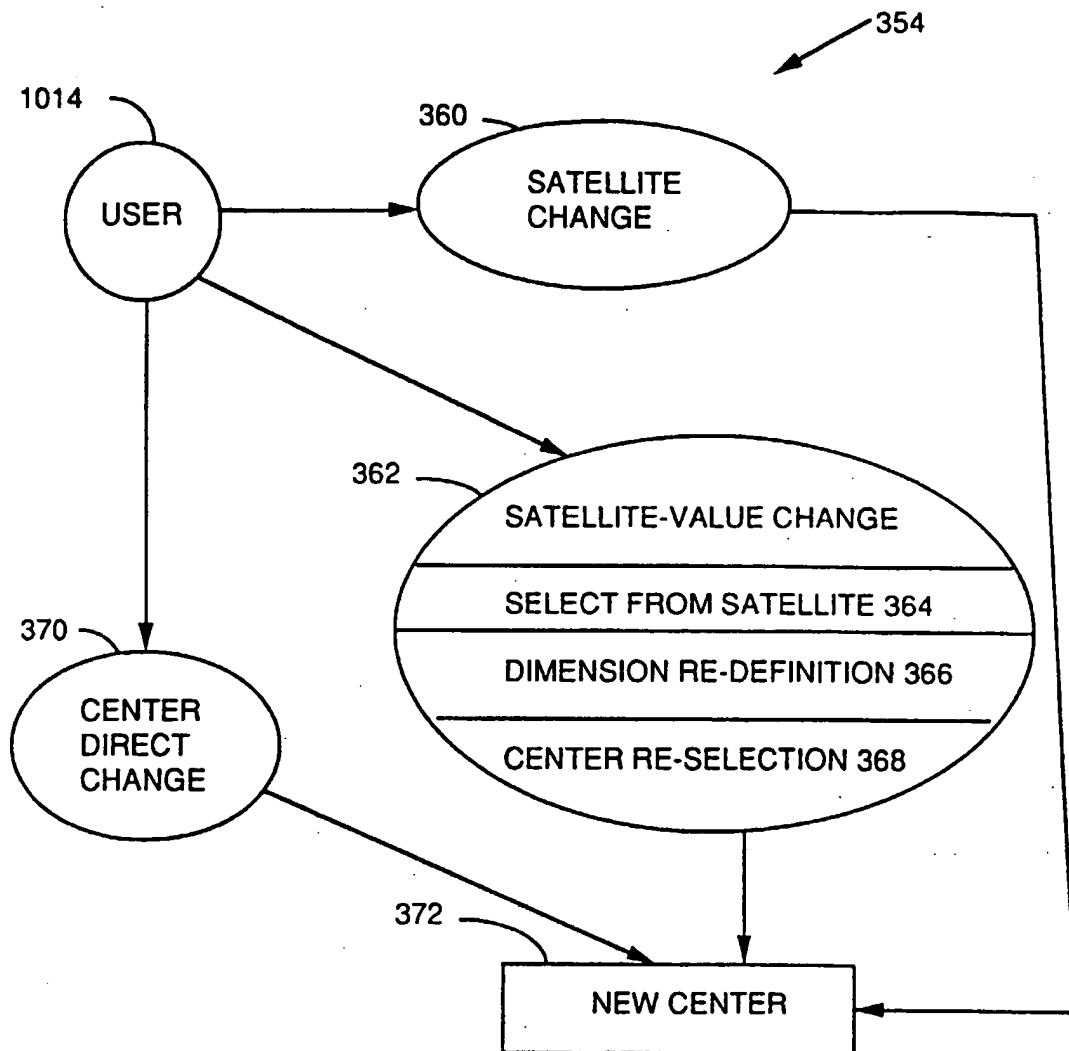 354
1014
360
USER
SATELLITE
CHANGE
362
SATELLITE-VALUE CHANGE
SELECT FROM SATELLITE 364
370
DIMENSION RE-DEFINITION 366
CENTER
DIRECT
CHANGE
CENTER RE-SELECTION 368
372
NEW CENTER